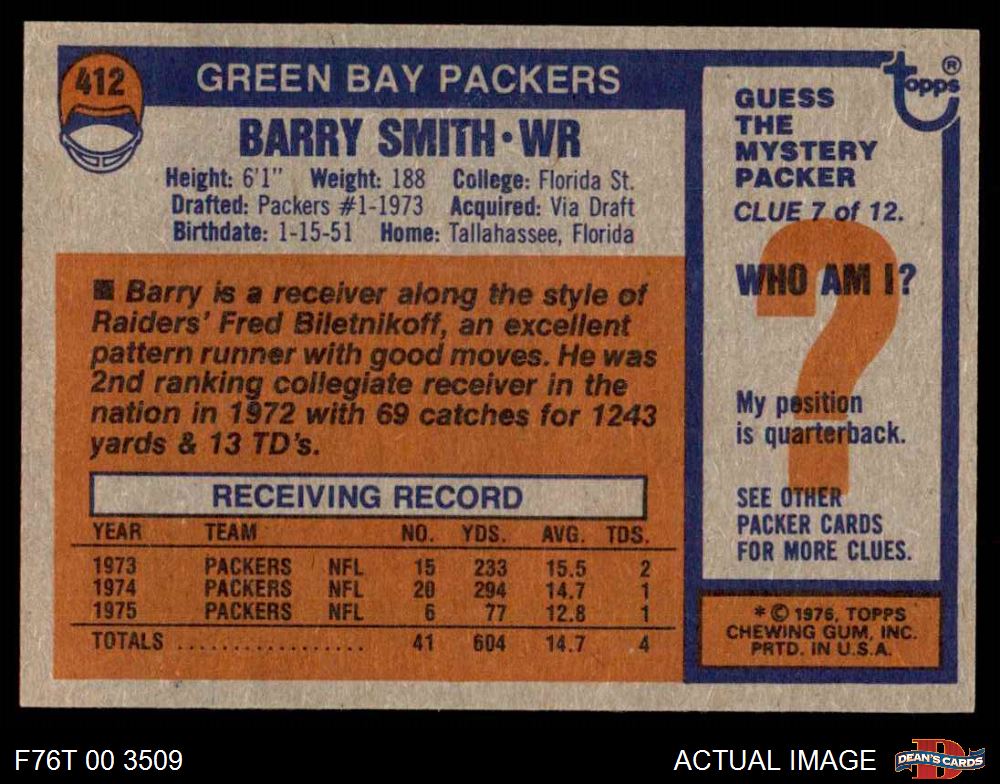 412
GREEN BAY PACKERS
BARRY SMITH • WR
Height: 6'1" Weight: 188 College: Florida St.
Drafted: Packers #1-1973 Acquired: Via Draft
Birthdate: 1-15-51 Home: Tallahassee, Florida
■ Barry is a receiver along the style of
Raiders' Fred Biletnikoff, an excellent
pattern runner with good moves. He was
2nd ranking collegiate receiver in the
nation in 1972 with 69 catches for 1243
yards & 13 TD's.
RECEIVING RECORD
YEAR TEAM NO. YDS. AVG. TDS.
1973 PACKERS NFL 15 233 15.5 2
1974 PACKERS NFL 20 294 14.7 1
1975 PACKERS NFL 6 77 12.8 1
TOTALS .................. 41 604 14.7 4
topps ®
GUESS
THE
MYSTERY
PACKER
CLUE 7 of 12.
?
WHO AM I?
My position
is quarterback.
SEE OTHER
PACKER CARDS
FOR MORE CLUES.
* © 1976, TOPPS
CHEWING GUM, INC.
PRTD. IN U.S.A.
F76T 00 3509
ACTUAL IMAGE
D
DEAN'S CARDS